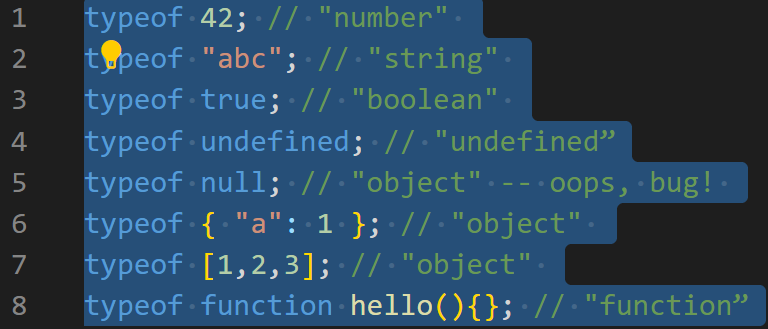 1 typeof 42; // "number"
2 typeof "abc"; // "string"
3 typeof true; // "boolean"
4 typeof undefined; // "undefined”
5 typeof null; // "object" -- oops, bug!
6 typeof { "a": 1 }; // "object"
7 typeof [1,2,3]; // "object"
8 typeof function hello(){}; // "function”